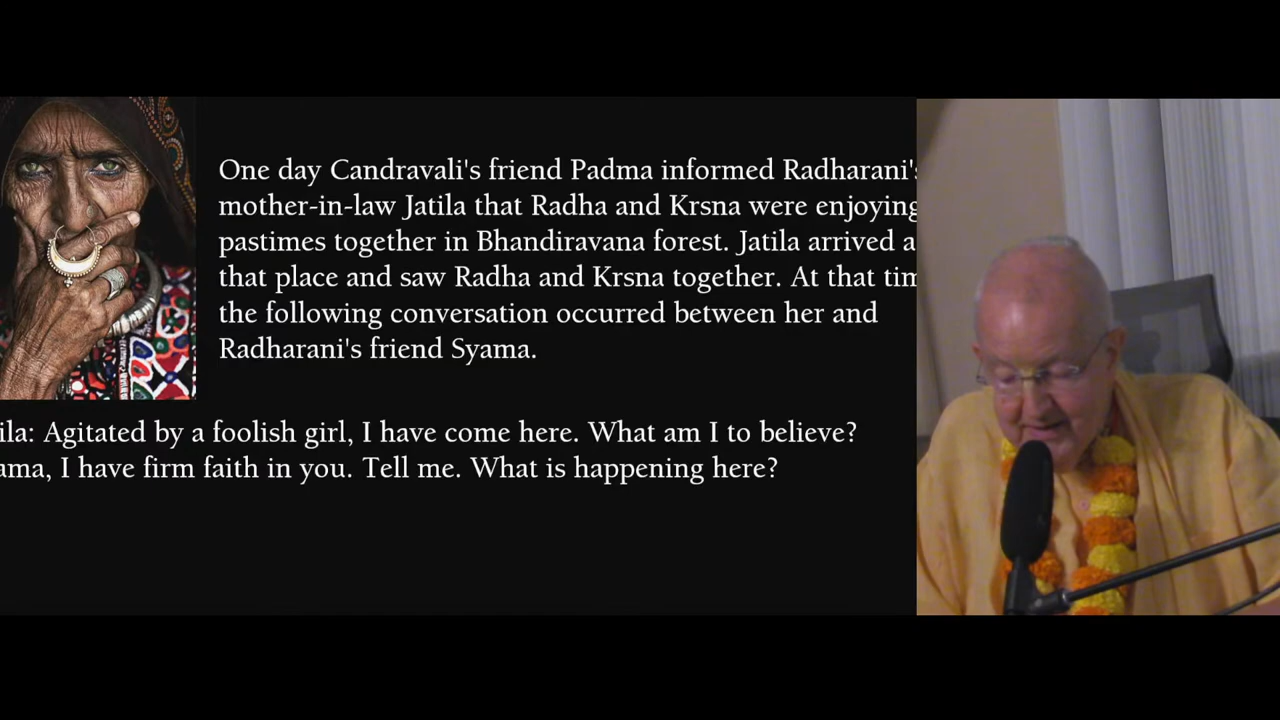 One day Candravali's friend Padma informed Radharani's
mother-in-law Jatila that Radha and Krsna were enjoying
pastimes together in Bhandiravana forest. Jatila arrived a
that place and saw Radha and Krsna together. At that tim
the following conversation occurred between her and
Radharani's friend Syama.
ila: Agitated by a foolish girl, I have come here. What am I to believe?
ama, I have firm faith in you. Tell me. What is happening here?